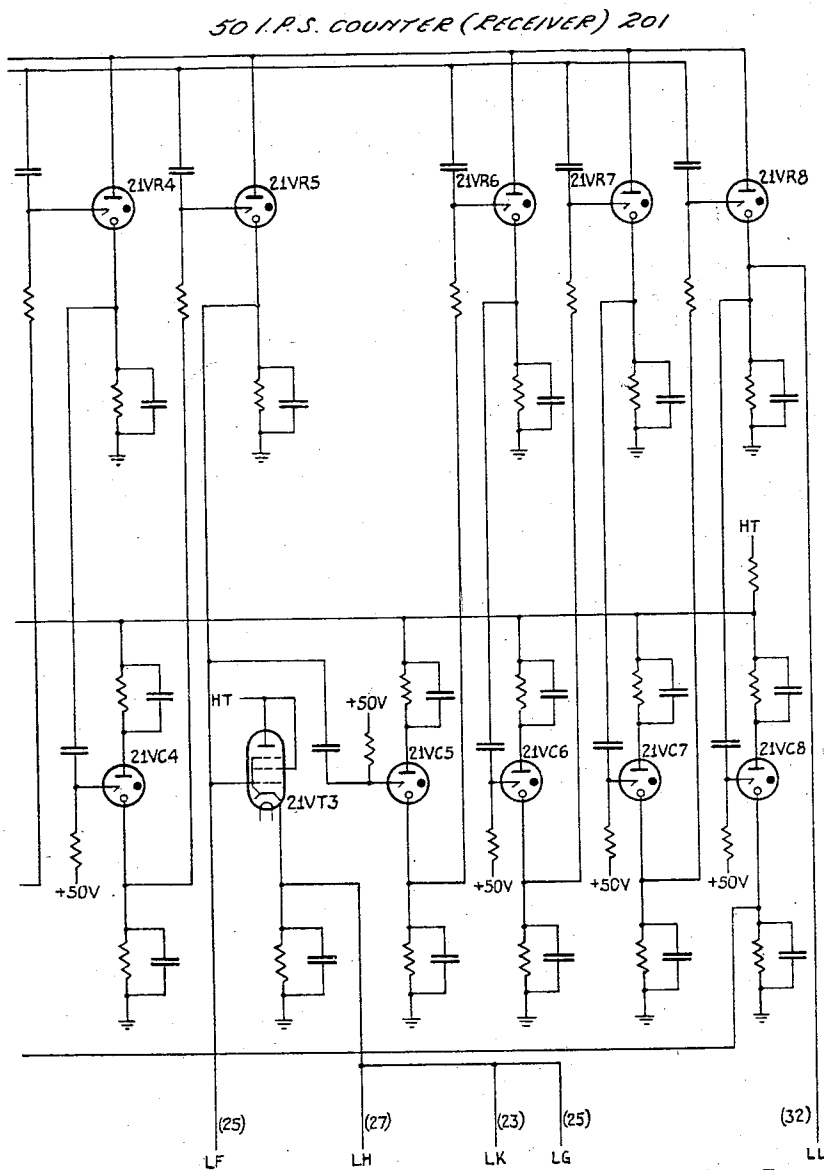 50 I.P.S. COUNTER (RECEIVER) 201
21VR4
21VR5
21VR6
21VR7
21VR8
HT
HT
+50V
21VC4
21VT3
21VC5
21VC6
21VC7
21VC8
+50V
+50V
+50V
+50V
(25)
(27)
(23)
(25)
(32)
LF
LH
LK
LG
LL